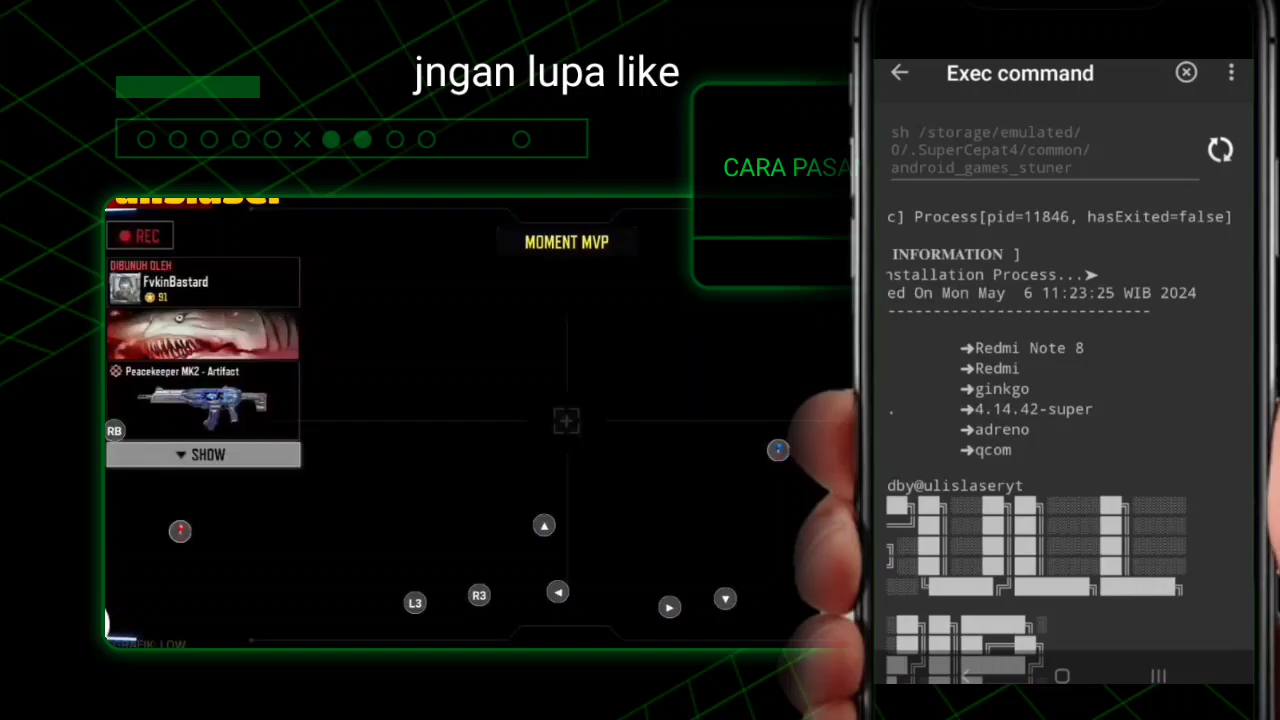 jngan lupa like
CARA PASA
REC
DIBUNUH OLEH
FvkinBastard
91
Peacekeeper MK2 - Artifact
RB
SHOW
MOMENT MVP
L3
R3
Exec command
sh /storage/emulated/
0/.SuperCepat4/common/
android_games_stuner
c] Process[pid=11846, hasExited=false]
INFORMATION ]
nstallation Process...➤
ed On Mon May 6 11:23:25 WIB 2024
----------------------------
➔Redmi Note 8
➔Redmi
➔ginkgo
. ➔4.14.42-super
➔adreno
➔qcom
dby@ulislaseryt